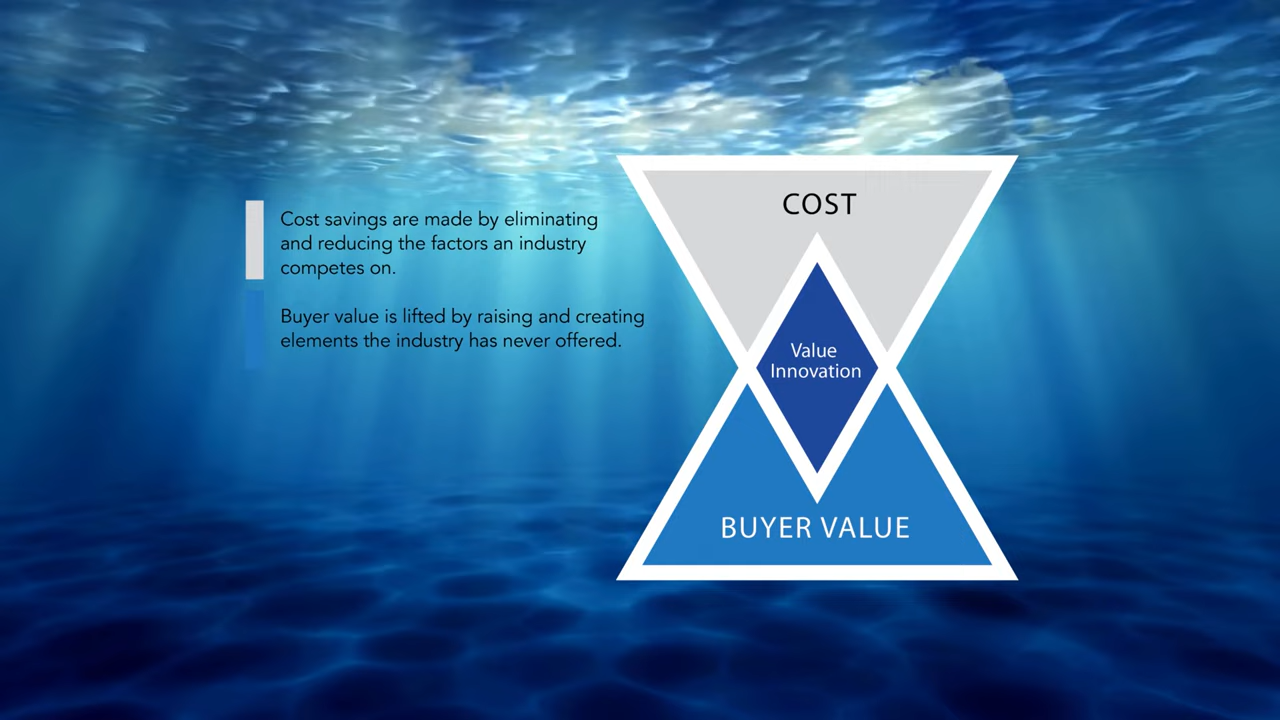 Cost savings are made by eliminating
and reducing the factors an industry
competes on.
Buyer value is lifted by raising and creating
elements the industry has never offered.
COST
Value
Innovation
BUYER VALUE